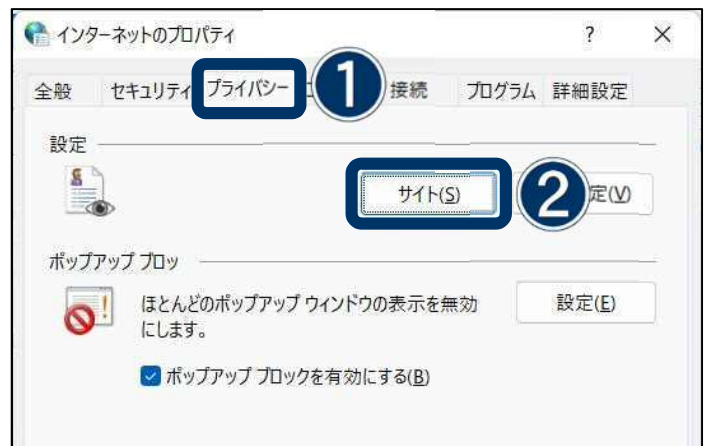 インターネットのプロパティ ? ×
全般 セキュリティ プライバシー 1 接続 プログラム 詳細設定
設定
サイト(S) 2 定(V)
ポップアップ ブロッ
ほとんどのポップアップ ウィンドウの表示を無効 設定(E)
にします。
ポップアップ ブロックを有効にする(B)